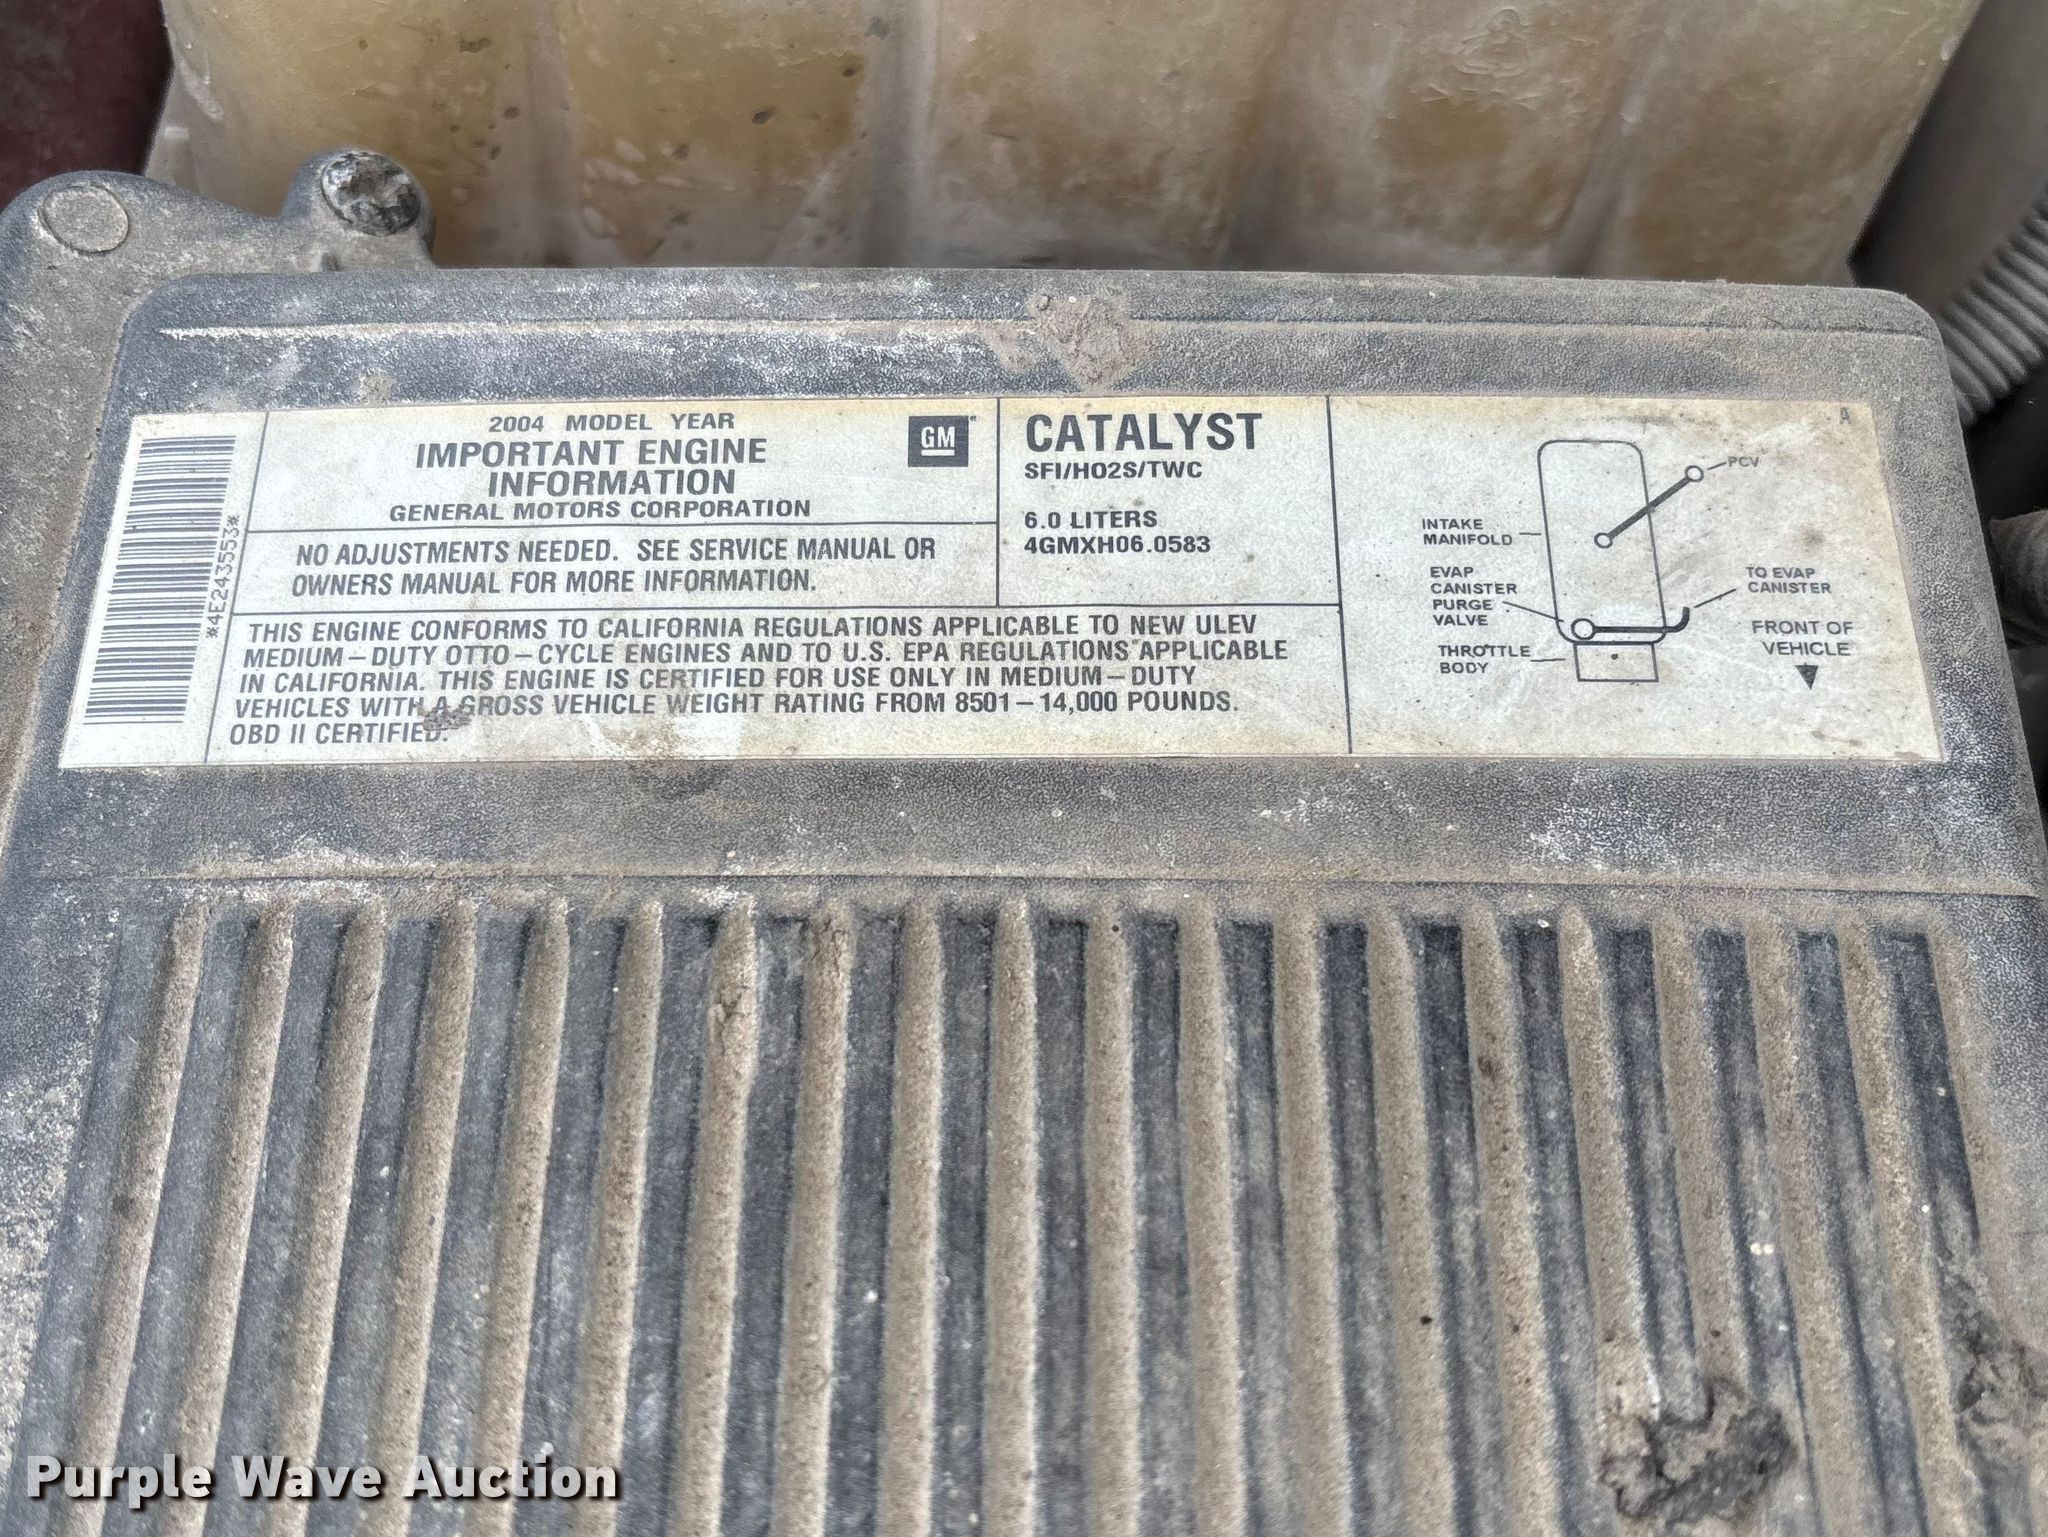 *4E243553*
2004 MODEL YEAR
IMPORTANT ENGINE
INFORMATION
GENERAL MOTORS CORPORATION
GM
NO ADJUSTMENTS NEEDED. SEE SERVICE MANUAL OR
OWNERS MANUAL FOR MORE INFORMATION.
THIS ENGINE CONFORMS TO CALIFORNIA REGULATIONS APPLICABLE TO NEW ULEV
MEDIUM-DUTY OTTO-CYCLE ENGINES AND TO U.S. EPA REGULATIONS APPLICABLE
IN CALIFORNIA. THIS ENGINE IS CERTIFIED FOR USE ONLY IN MEDIUM-DUTY
VEHICLES WITH A GROSS VEHICLE WEIGHT RATING FROM 8501-14,000 POUNDS.
OBD II CERTIFIED.
CATALYST
SFI/HO2S/TWC
6.0 LITERS
4GMXH06.0583
A
PCV
INTAKE
MANIFOLD
EVAP
CANISTER
PURGE
VALVE
THROTTLE
BODY
TO EVAP
CANISTER
FRONT OF
VEHICLE
Purple Wave Auction